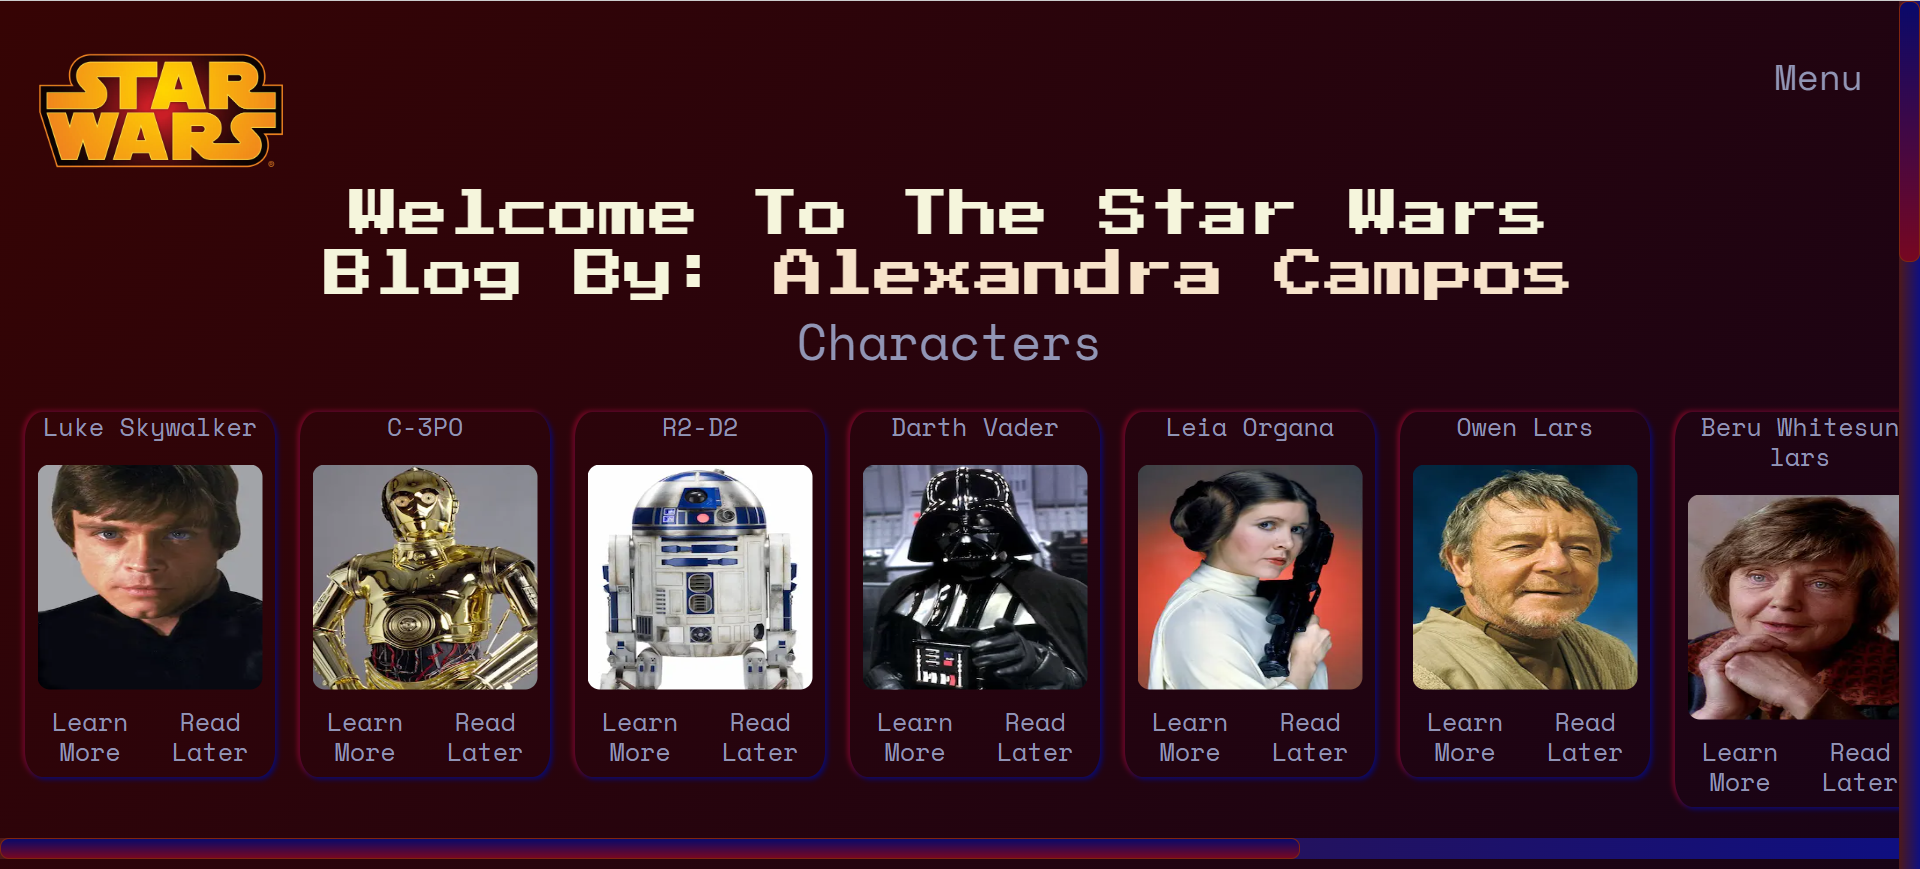 STAR
WARS
Menu
Welcome To The Star Wars
Blog By: Alexandra Campos
Characters
Luke Skywalker
Learn More
Read Later
C-3PO
Learn More
Read Later
R2-D2
Learn More
Read Later
Darth Vader
Learn More
Read Later
Leia Organa
Learn More
Read Later
Owen Lars
Learn More
Read Later
Beru Whitesun
lars
Learn More
Read Later